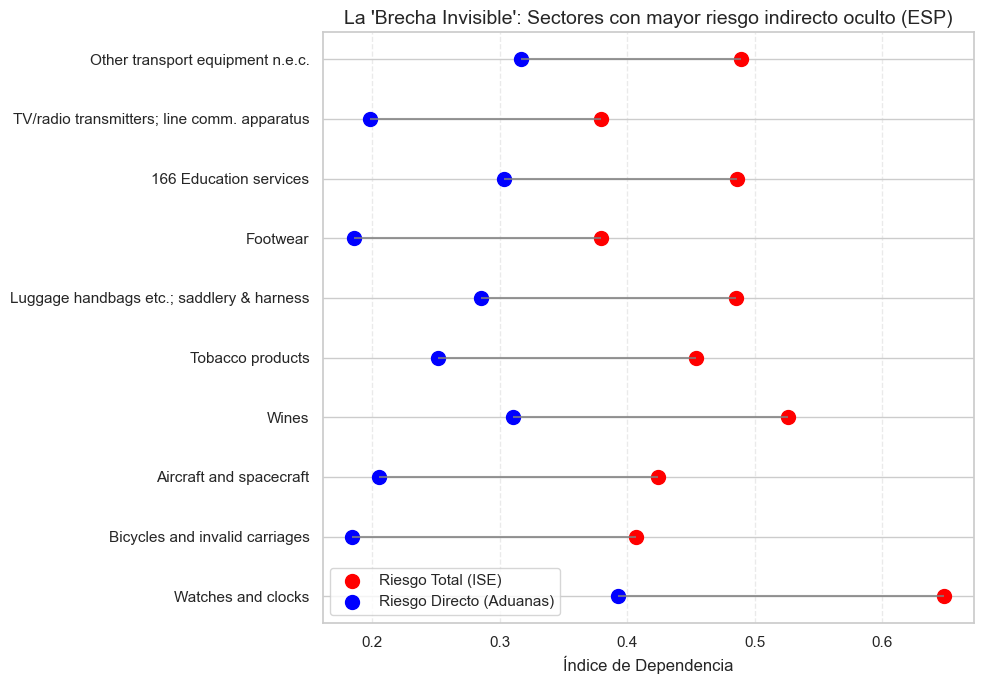 La 'Brecha Invisible': Sectores con mayor riesgo indirecto oculto (ESP)
Other transport equipment n.e.c.
TV/radio transmitters; line comm. apparatus
166 Education services
Footwear
Luggage handbags etc.; saddlery & harness
Tobacco products
Wines
Aircraft and spacecraft
Bicycles and invalid carriages
Watches and clocks
Riesgo Total (ISE)
Riesgo Directo (Aduanas)
0.2 0.3 0.4 0.5 0.6
Índice de Dependencia